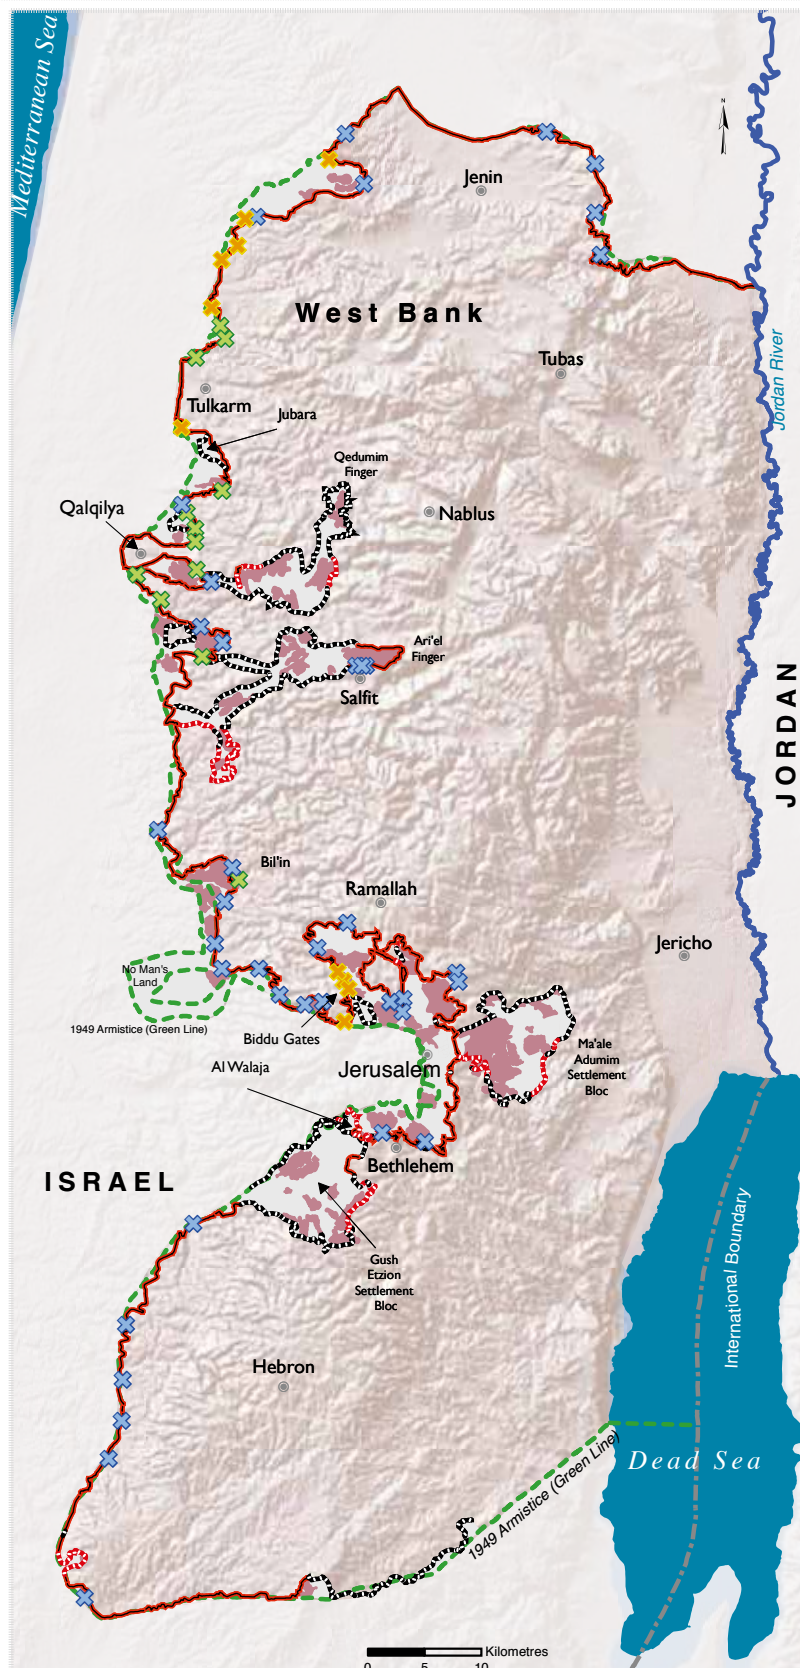 Mediterranean Sea
N
Jenin
West Bank
Jordan River
Tubas
Tulkarm
Jubara
Qedumim
Finger
Qalqilya
Nablus
Ari'el
Finger
Salfit
JORDAN
Bil'in
Ramallah
Jericho
No Man's
Land
1949 Armistice (Green Line)
Biddu Gates
Ma'ale
Adumim
Settlement
Bloc
Jerusalem
Al Walaja
Bethlehem
ISRAEL
International Boundary
Gush
Etzion
Settlement
Bloc
Hebron
Dead Sea
1949 Armistice (Green Line)
Kilometres
0 5 10